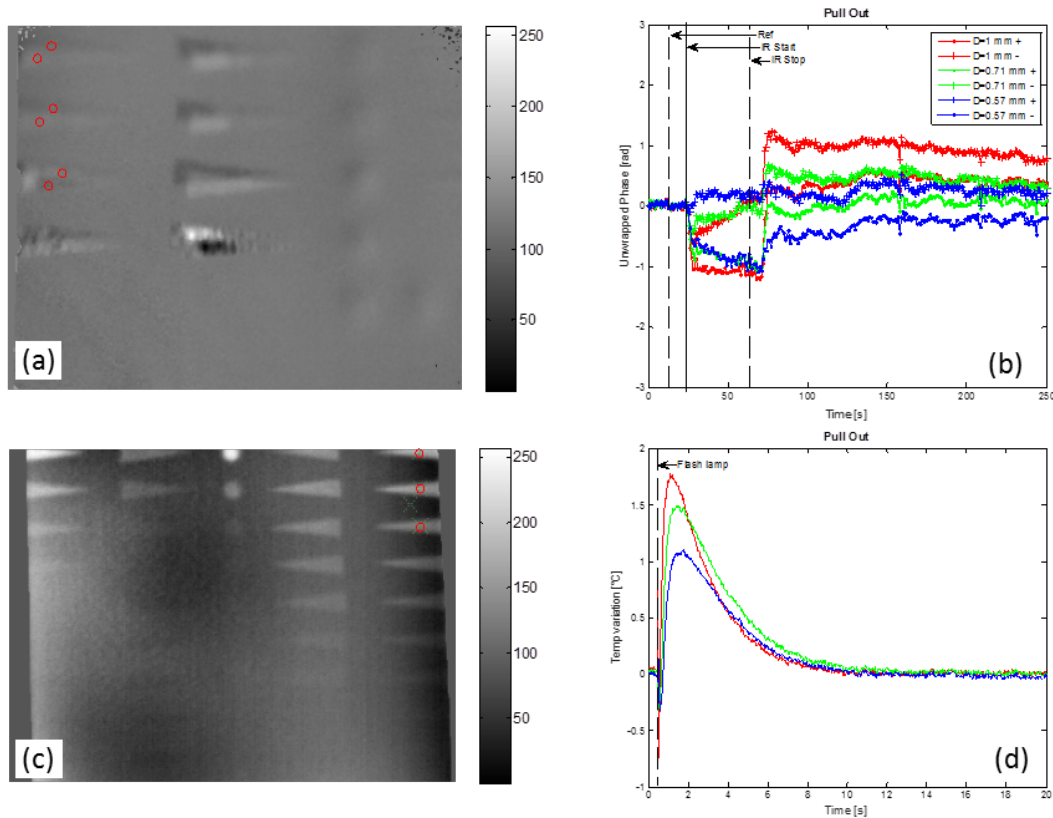 250
200
150
100
50
(a)
Pull Out
Ref
IR Start
IR Stop
D=1 mm +
D=1 mm -
D=0.71 mm +
D=0.71 mm -
D=0.57 mm +
D=0.57 mm -
Unwrapped Phase [rad]
3
2
1
0
-1
-2
-3
0
50
100
150
200
250
Time [s]
(b)
250
200
150
100
50
(c)
Pull Out
Flash lamp
Temp variation [°C]
2
1.5
1
0.5
0
-0.5
-1
0
2
4
6
8
10
12
14
16
18
20
Time [s]
(d)